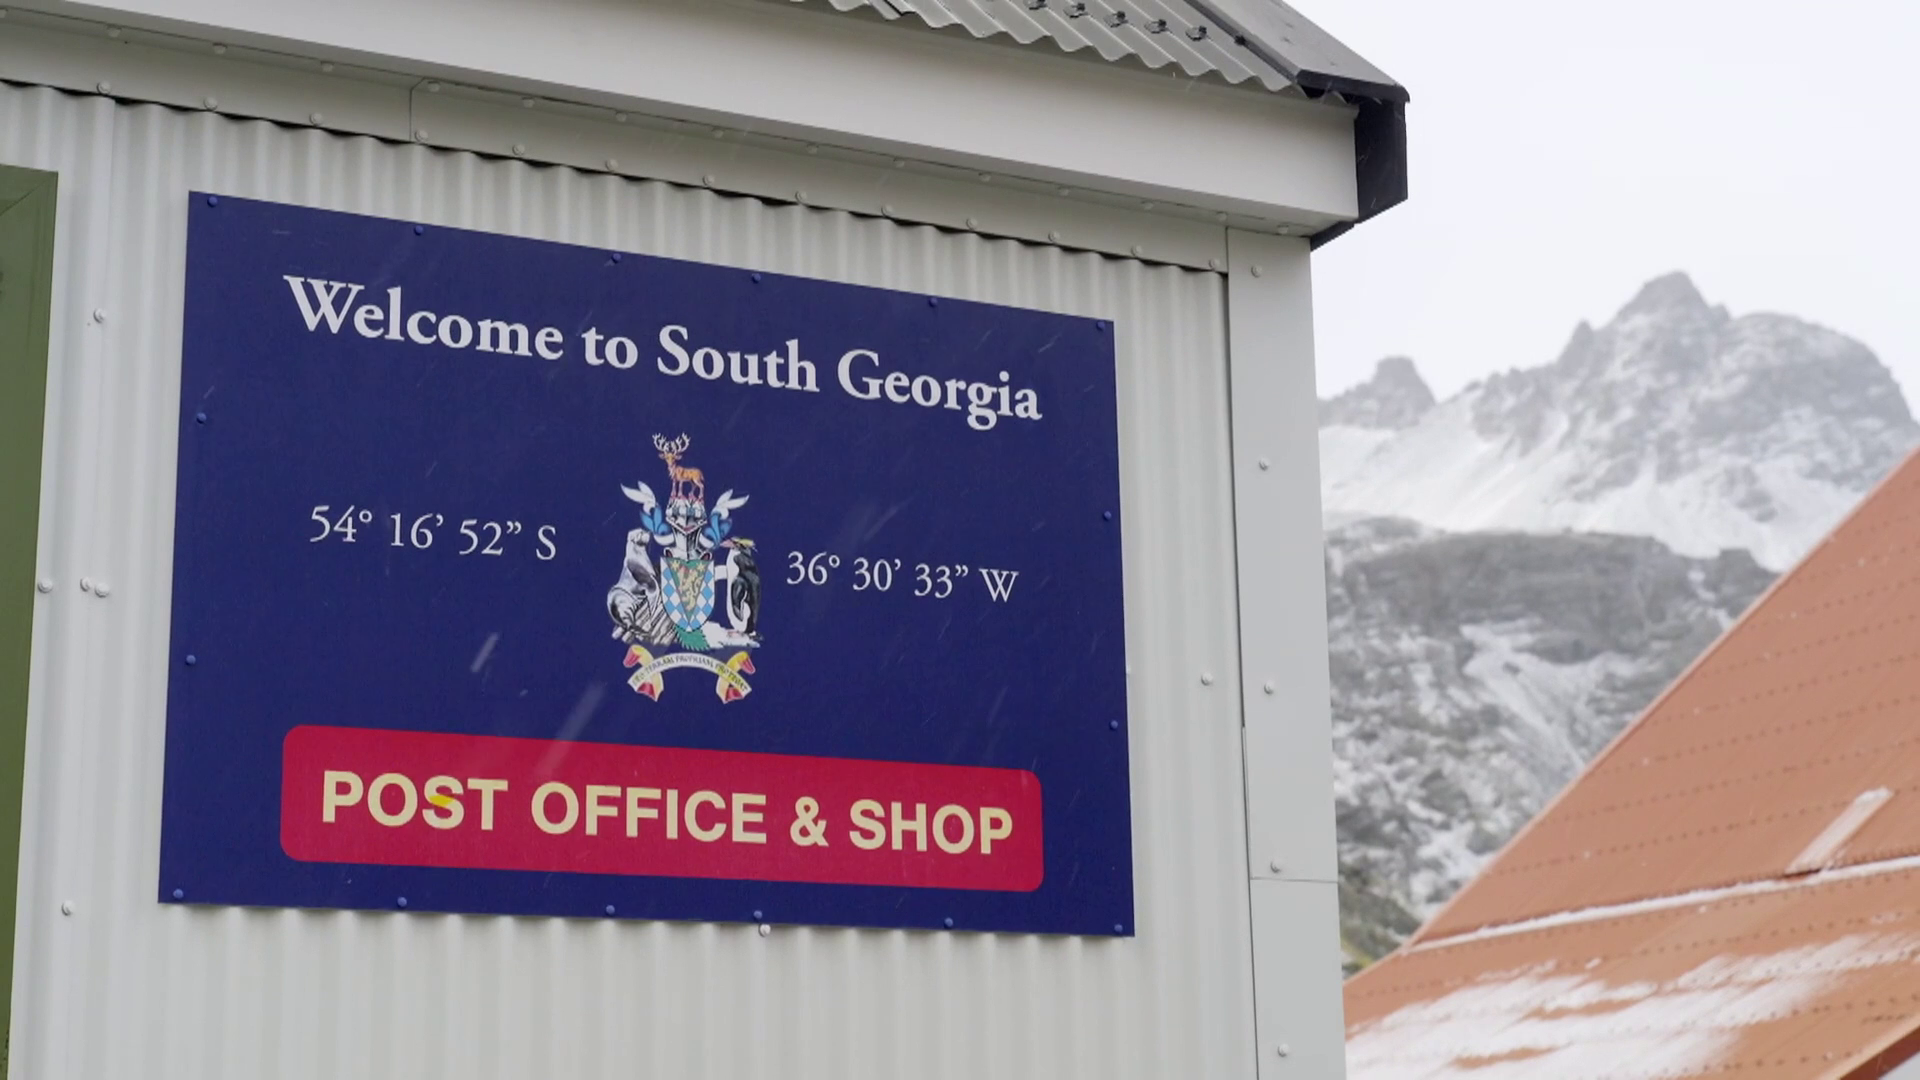 Welcome to South Georgia
54° 16’ 52” S
36° 30’ 33” W
POST OFFICE & SHOP